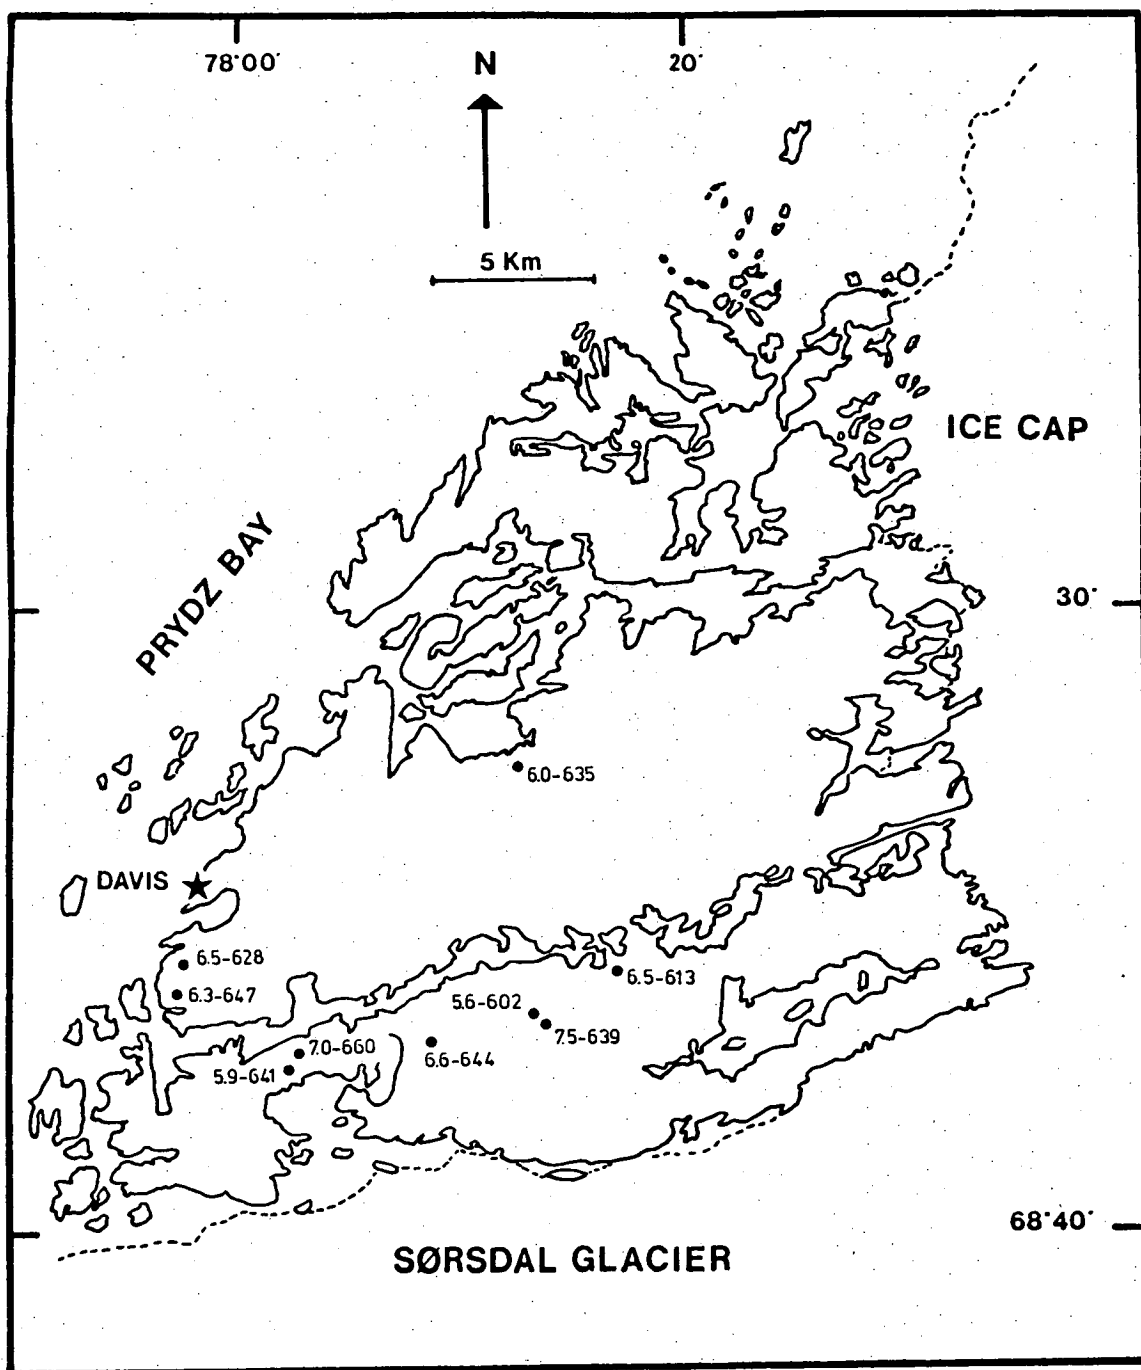 78°00'
20'
N
5 Km
ICE CAP
PRYDZ BAY
30'
6.0-635
DAVIS
6.5-628
6.3-647
6.5-613
5.6-602
7.5-639
7.0-660
6.6-644
5.9-641
68°40'
SØRSDAL GLACIER